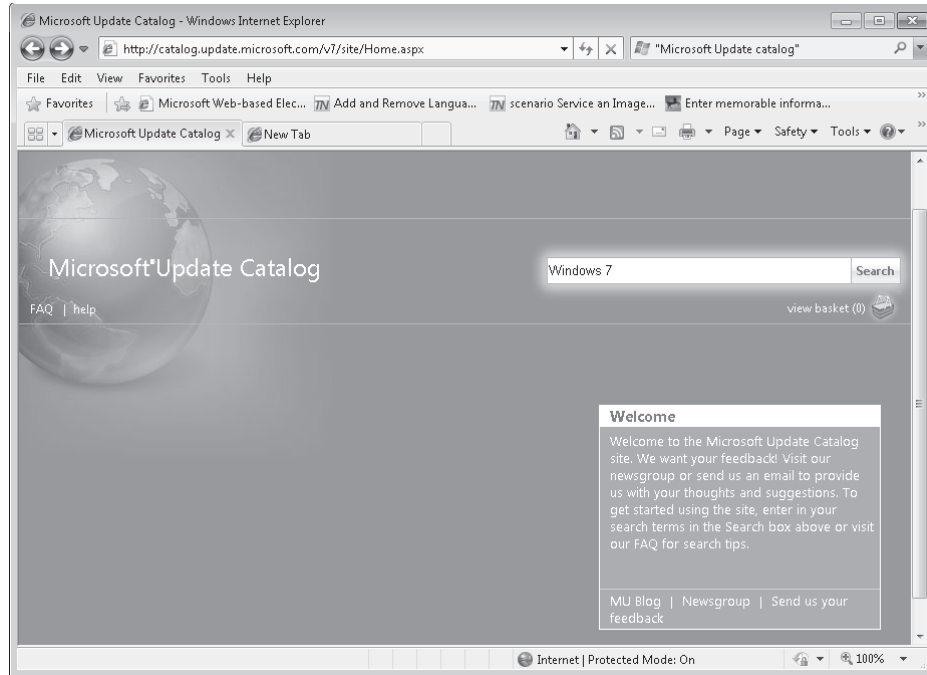 Microsoft Update Catalog - Windows Internet Explorer
http://catalog.update.microsoft.com/v7/site/Home.aspx
"Microsoft Update catalog"
File Edit View Favorites Tools Help
Favorites Microsoft Web-based Elec... TN Add and Remove Langua... TN scenario Service an Image... Enter memorable informa...
Microsoft Update Catalog New Tab Page Safety Tools
Microsoft Update Catalog
Windows 7 Search
FAQ | help view basket (0)
Welcome
Welcome to the Microsoft Update Catalog
site. We want your feedback! Visit our
newsgroup or send us an email to provide
us with your thoughts and suggestions. To
get started using the site, enter in your
search terms in the Search box above or visit
our FAQ for search tips.
MU Blog | Newsgroup | Send us your
feedback
Internet | Protected Mode: On 100%